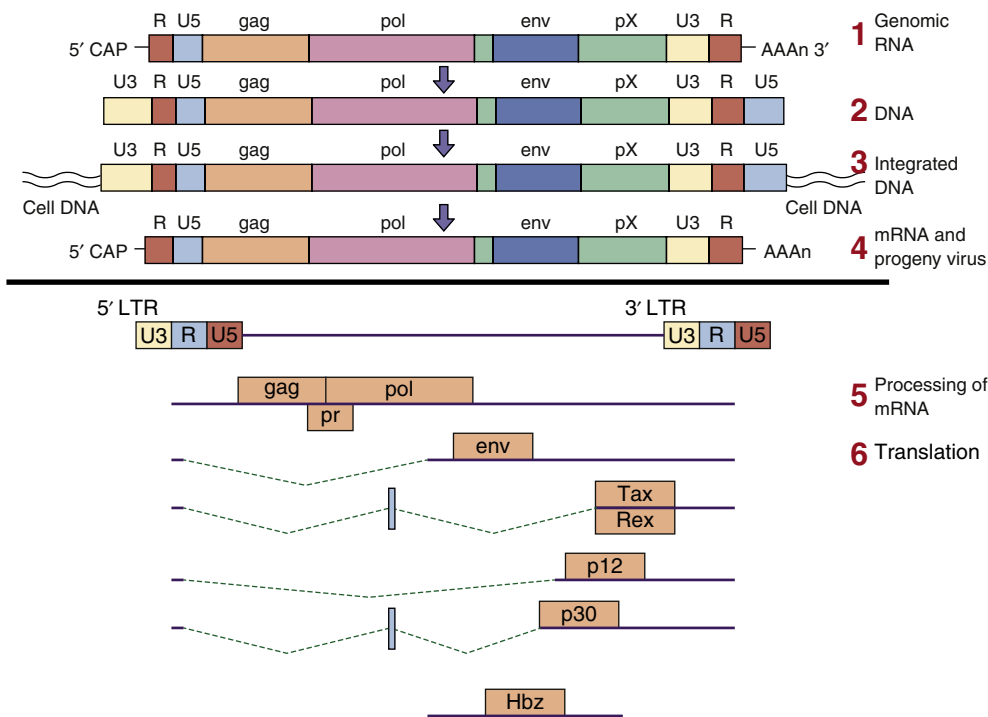 R U5 gag pol env pX U3 R
5′ CAP AAAn 3′
1 Genomic
RNA
U3 R U5 gag pol env pX U3 R U5
2 DNA
U3 R U5 gag pol env pX U3 R U5
3 Integrated
DNA
Cell DNA Cell DNA
R U5 gag pol env pX U3 R
5′ CAP AAAn
4 mRNA and
progeny virus
5′ LTR 3′ LTR
U3 R U5 U3 R U5
gag pol
pr
5 Processing of
mRNA
env
6 Translation
Tax
Rex
p12
p30
Hbz